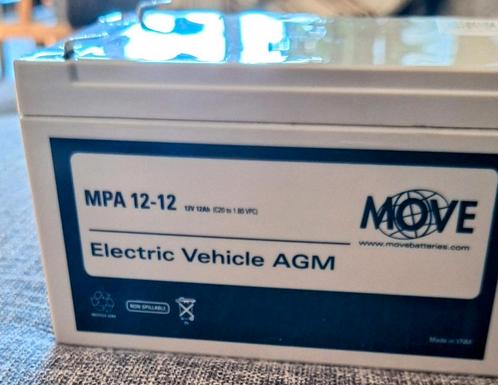 MPA 12-12 12V 12Ah (C20 to 1.85 VPC)
MOVE
www.movebatteries.com
Electric Vehicle AGM
NON SPILLABLE
Made in VNM